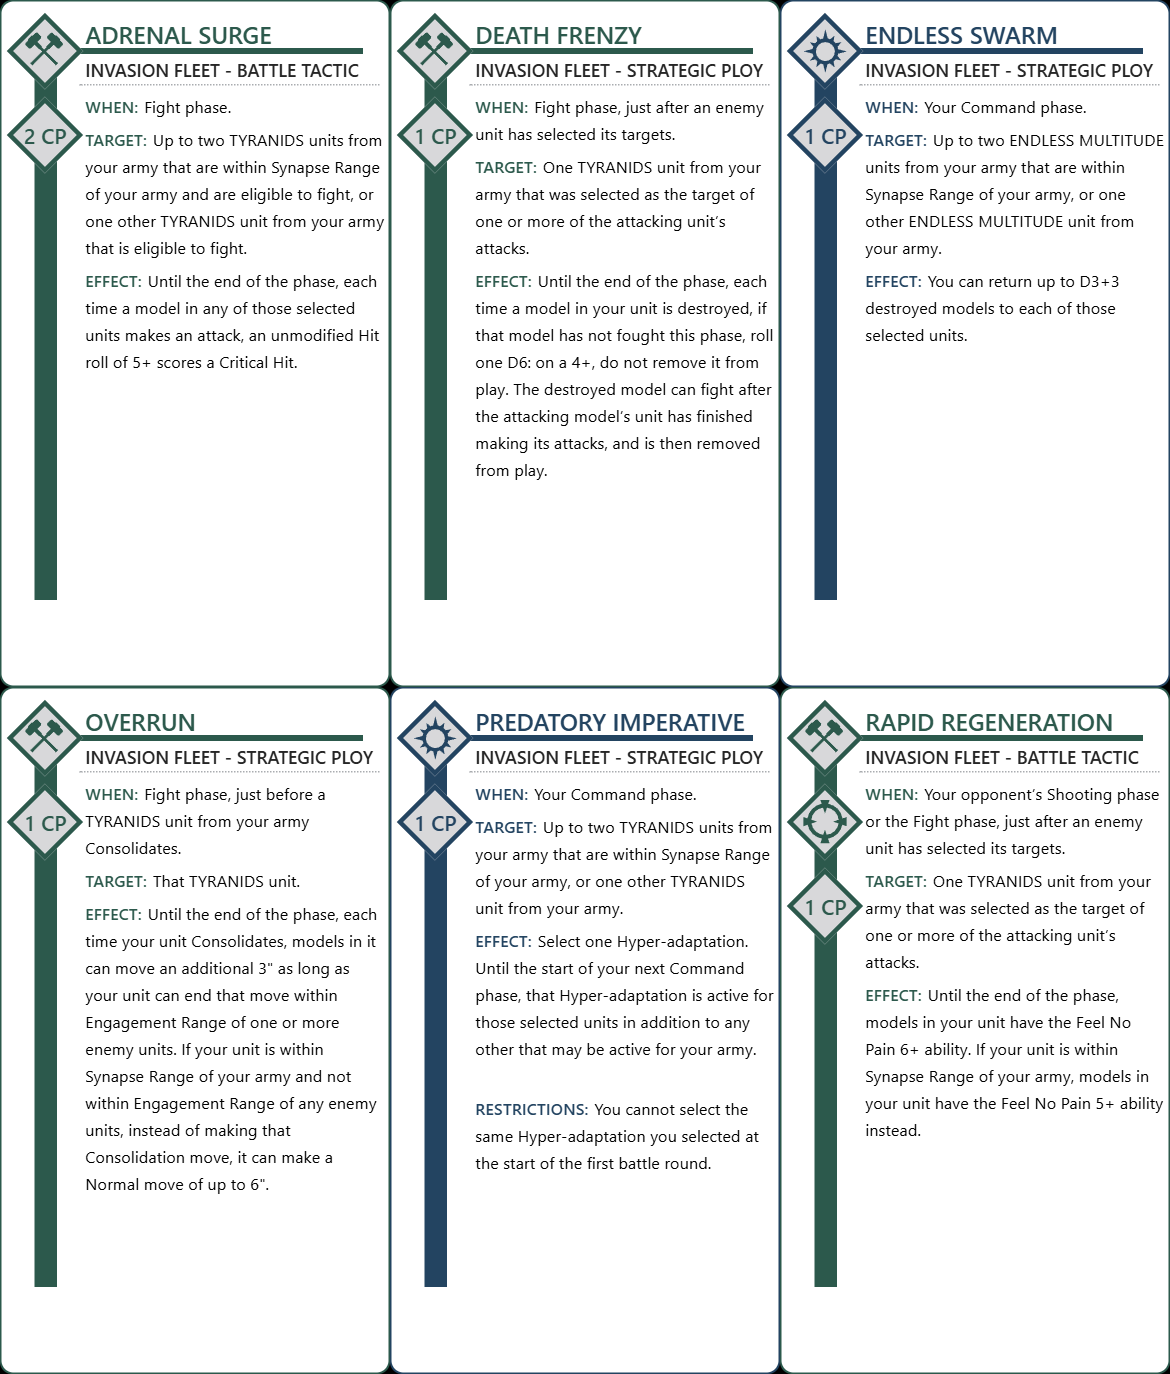 ADRENAL SURGE
INVASION FLEET - BATTLE TACTIC
2 CP
WHEN: Fight phase.
TARGET: Up to two TYRANIDS units from
your army that are within Synapse Range
of your army and are eligible to fight, or
one other TYRANIDS unit from your army
that is eligible to fight.
EFFECT: Until the end of the phase, each
time a model in any of those selected
units makes an attack, an unmodified Hit
roll of 5+ scores a Critical Hit.
DEATH FRENZY
INVASION FLEET - STRATEGIC PLOY
1 CP
WHEN: Fight phase, just after an enemy
unit has selected its targets.
TARGET: One TYRANIDS unit from your
army that was selected as the target of
one or more of the attacking unit's
attacks.
EFFECT: Until the end of the phase, each
time a model in your unit is destroyed, if
that model has not fought this phase, roll
one D6: on a 4+, do not remove it from
play. The destroyed model can fight after
the attacking model's unit has finished
making its attacks, and is then removed
from play.
ENDLESS SWARM
INVASION FLEET - STRATEGIC PLOY
1 CP
WHEN: Your Command phase.
TARGET: Up to two ENDLESS MULTITUDE
units from your army that are within
Synapse Range of your army, or one
other ENDLESS MULTITUDE unit from
your army.
EFFECT: You can return up to D3+3
destroyed models to each of those
selected units.
OVERRUN
INVASION FLEET - STRATEGIC PLOY
1 CP
WHEN: Fight phase, just before a
TYRANIDS unit from your army
Consolidates.
TARGET: That TYRANIDS unit.
EFFECT: Until the end of the phase, each
time your unit Consolidates, models in it
can move an additional 3" as long as
your unit can end that move within
Engagement Range of one or more
enemy units. If your unit is within
Synapse Range of your army and not
within Engagement Range of any enemy
units, instead of making that
Consolidation move, it can make a
Normal move of up to 6".
PREDATORY IMPERATIVE
INVASION FLEET - STRATEGIC PLOY
1 CP
WHEN: Your Command phase.
TARGET: Up to two TYRANIDS units from
your army that are within Synapse Range
of your army, or one other TYRANIDS
unit from your army.
EFFECT: Select one Hyper-adaptation.
Until the start of your next Command
phase, that Hyper-adaptation is active for
those selected units in addition to any
other that may be active for your army.
RESTRICTIONS: You cannot select the
same Hyper-adaptation you selected at
the start of the first battle round.
RAPID REGENERATION
INVASION FLEET - BATTLE TACTIC
1 CP
WHEN: Your opponent's Shooting phase
or the Fight phase, just after an enemy
unit has selected its targets.
TARGET: One TYRANIDS unit from your
army that was selected as the target of
one or more of the attacking unit's
attacks.
EFFECT: Until the end of the phase,
models in your unit have the Feel No
Pain 6+ ability. If your unit is within
Synapse Range of your army, models in
your unit have the Feel No Pain 5+ ability
instead.